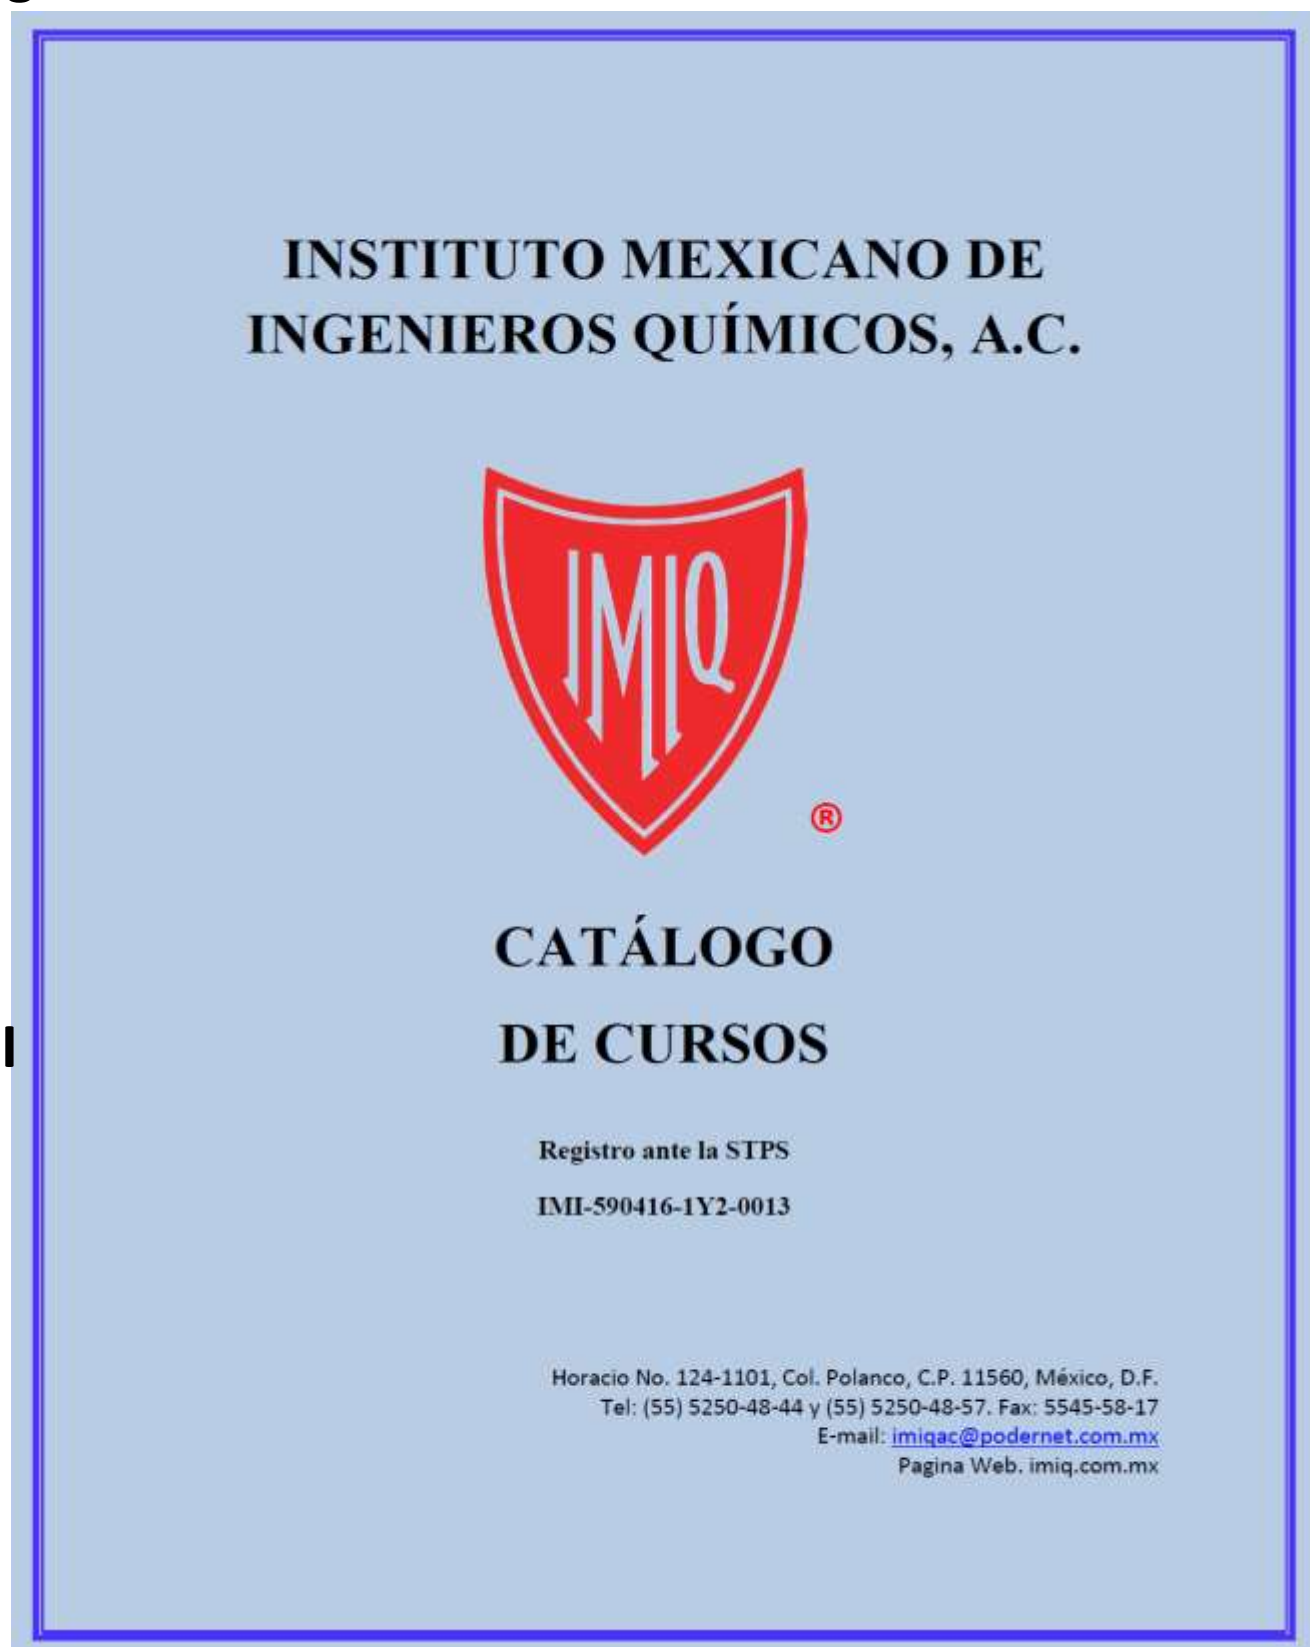 INSTITUTO MEXICANO DE
INGENIEROS QUÍMICOS, A.C.
IMIQ
®
CATÁLOGO
DE CURSOS
Registro ante la STPS
IMI-590416-1Y2-0013
Horacio No. 124-1101, Col. Polanco, C.P. 11560, México, D.F.
Tel: (55) 5250-48-44 y (55) 5250-48-57. Fax: 5545-58-17
E-mail: imiqac@podernet.com.mx
Pagina Web. imiq.com.mx